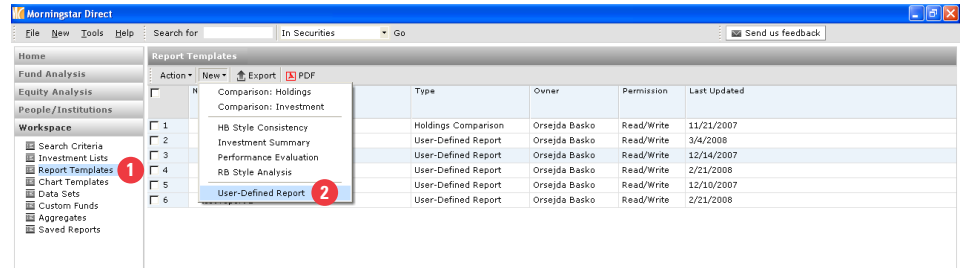 Morningstar Direct
File New Tools Help Search for In Securities Go Send us feedback
Home
Fund Analysis
Equity Analysis
People/Institutions
Workspace
Search Criteria
Investment Lists
Report Templates 1
Chart Templates
Data Sets
Custom Funds
Aggregates
Saved Reports
Report Templates
Action New Export PDF
Comparison: Holdings
Comparison: Investment
HB Style Consistency
Investment Summary
Performance Evaluation
RB Style Analysis
User-Defined Report 2
Type Owner Permission Last Updated
1 Holdings Comparison Orsejda Basko Read/Write 11/21/2007
2 User-Defined Report Orsejda Basko Read/Write 3/4/2008
3 User-Defined Report Orsejda Basko Read/Write 12/14/2007
4 User-Defined Report Orsejda Basko Read/Write 2/21/2008
5 User-Defined Report Orsejda Basko Read/Write 12/10/2007
6 User-Defined Report Orsejda Basko Read/Write 2/21/2008